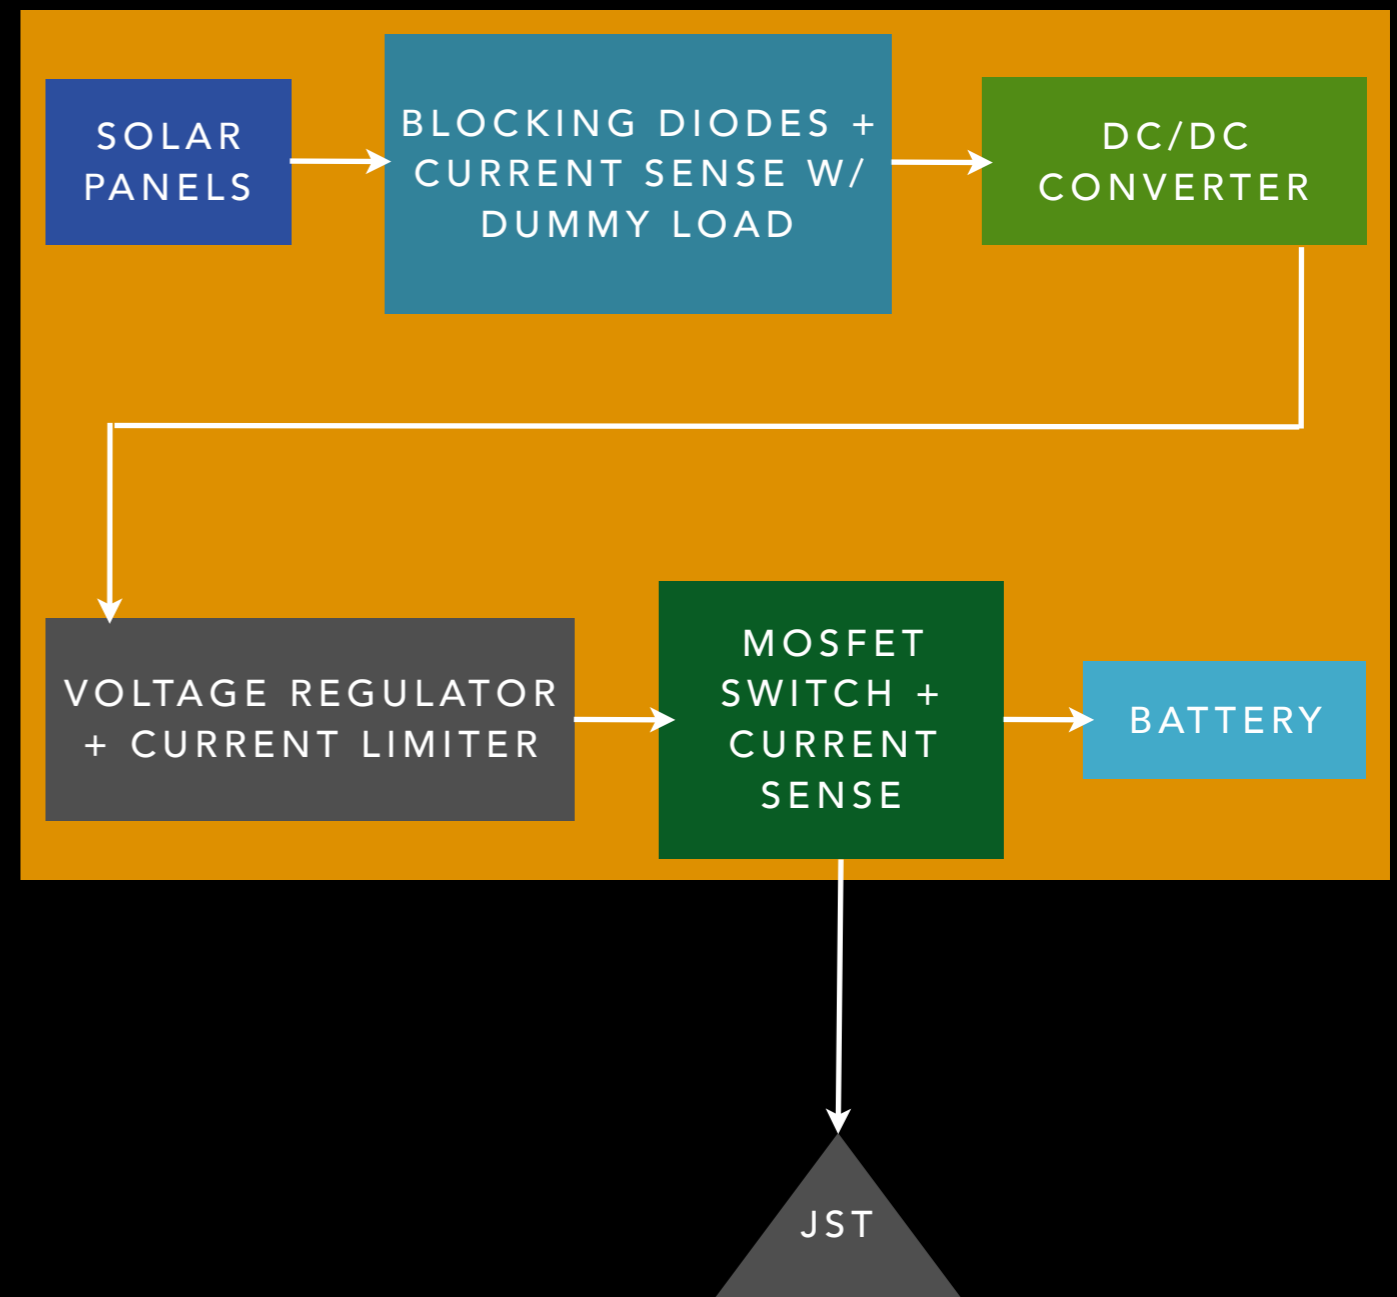 SOLAR
PANELS
BLOCKING DIODES +
CURRENT SENSE W/
DUMMY LOAD
DC/DC
CONVERTER
VOLTAGE REGULATOR
+ CURRENT LIMITER
MOSFET
SWITCH +
CURRENT
SENSE
BATTERY
JST